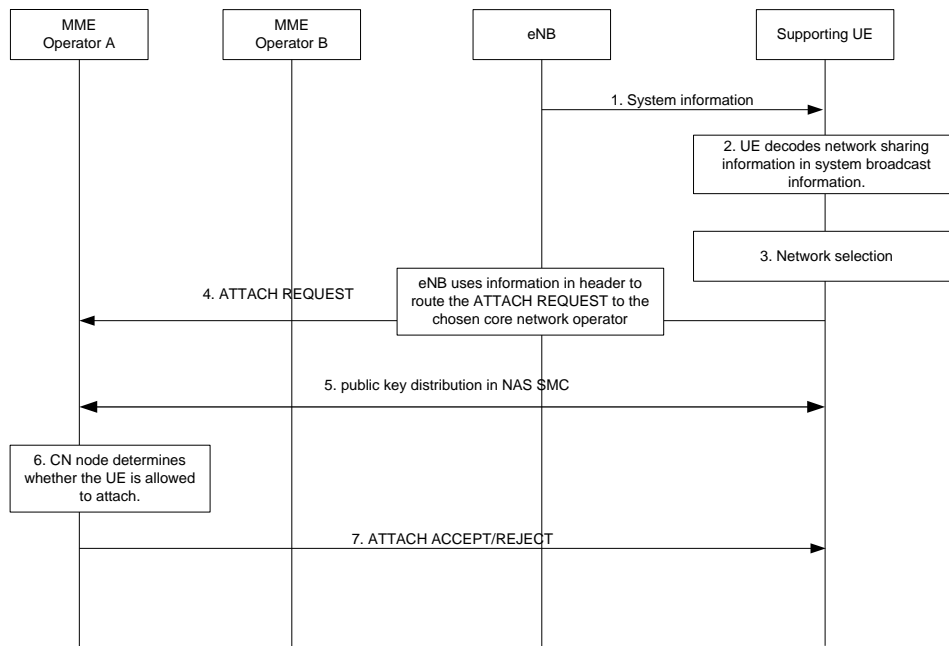 MME
Operator A
MME
Operator B
eNB
Supporting UE
1. System information
2. UE decodes network sharing
information in system broadcast
information.
3. Network selection
4. ATTACH REQUEST
eNB uses information in header to
route the ATTACH REQUEST to the
chosen core network operator
5. public key distribution in NAS SMC
6. CN node determines
whether the UE is allowed
to attach.
7. ATTACH ACCEPT/REJECT